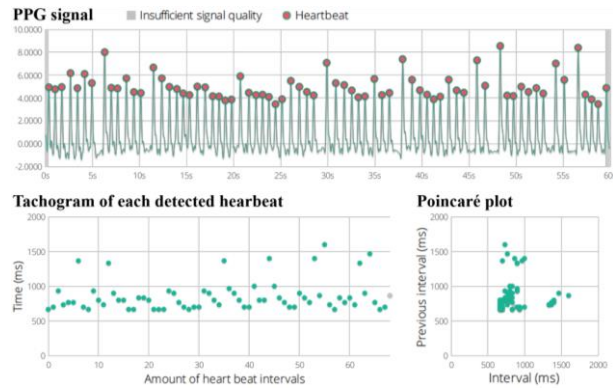 PPG signal
Insufficient signal quality
Heartbeat
10.0000
8.0000
6.0000
4.0000
2.0000
0.0000
-2.0000
0s 5s 10s 15s 20s 25s 30s 35s 40s 45s 50s 55s 60
Tachogram of each detected hearbeat
Time (ms)
2000
1500
1000
500
0
0 10 20 30 40 50 60
Amount of heart beat intervals
Poincaré plot
Previous interval (ms)
2000
1500
1000
500
0
0 500 1000 1500 2000
Interval (ms)